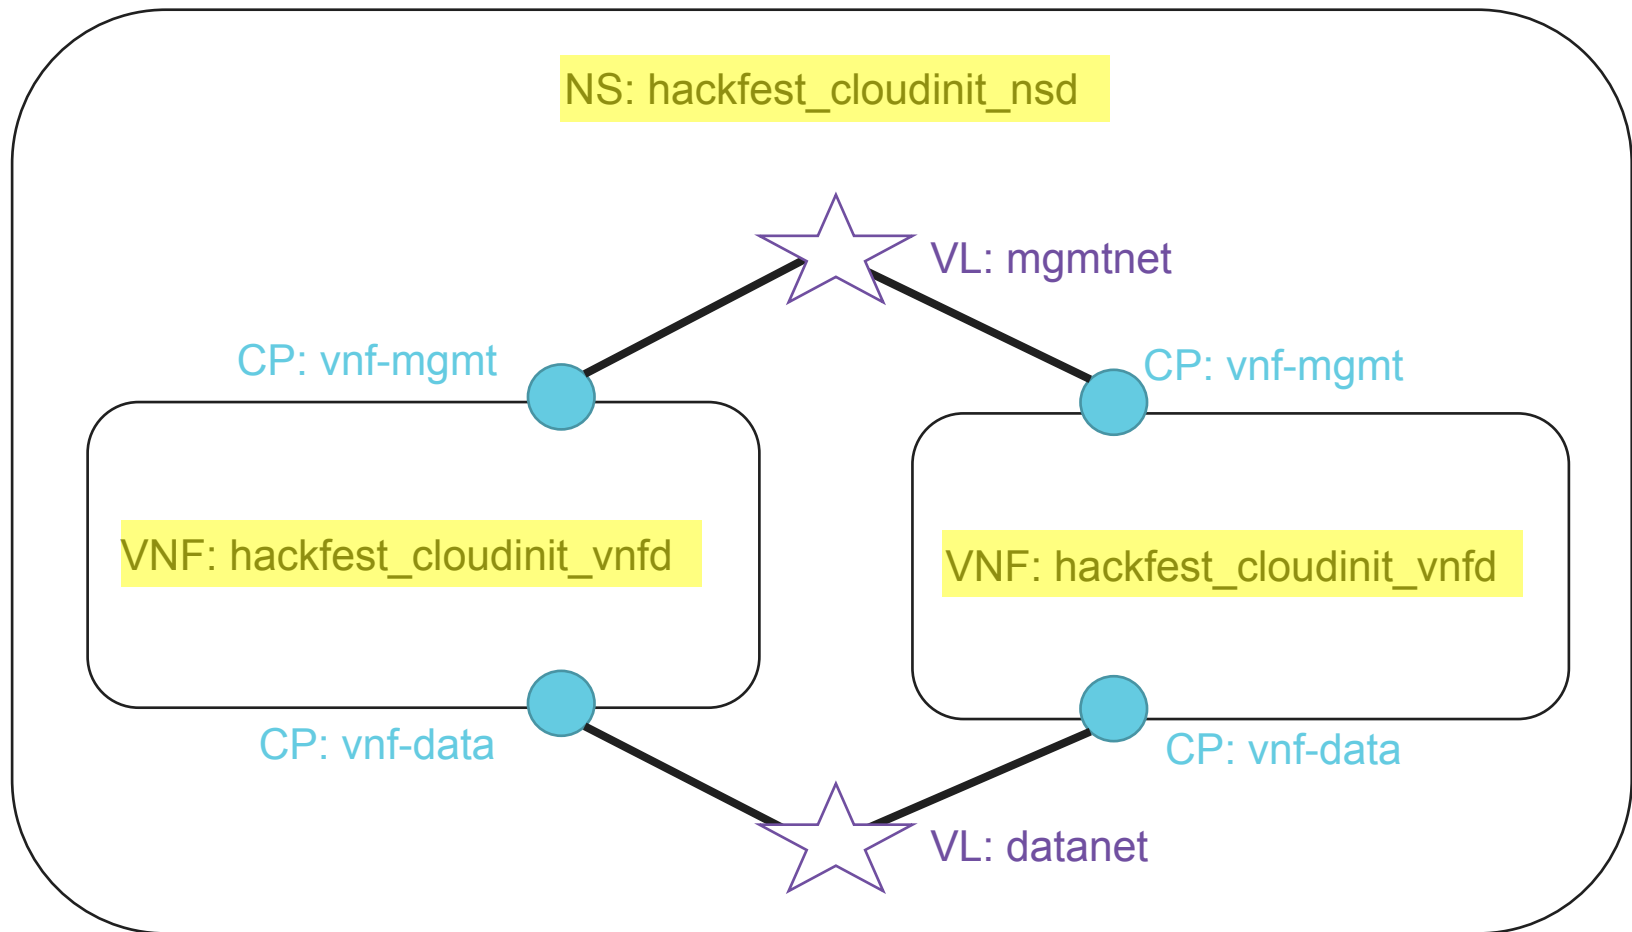 NS: hackfest_cloudinit_nsd
VL: mgmtnet
CP: vnf-mgmt
CP: vnf-mgmt
VNF: hackfest_cloudinit_vnfd
VNF: hackfest_cloudinit_vnfd
CP: vnf-data
CP: vnf-data
VL: datanet